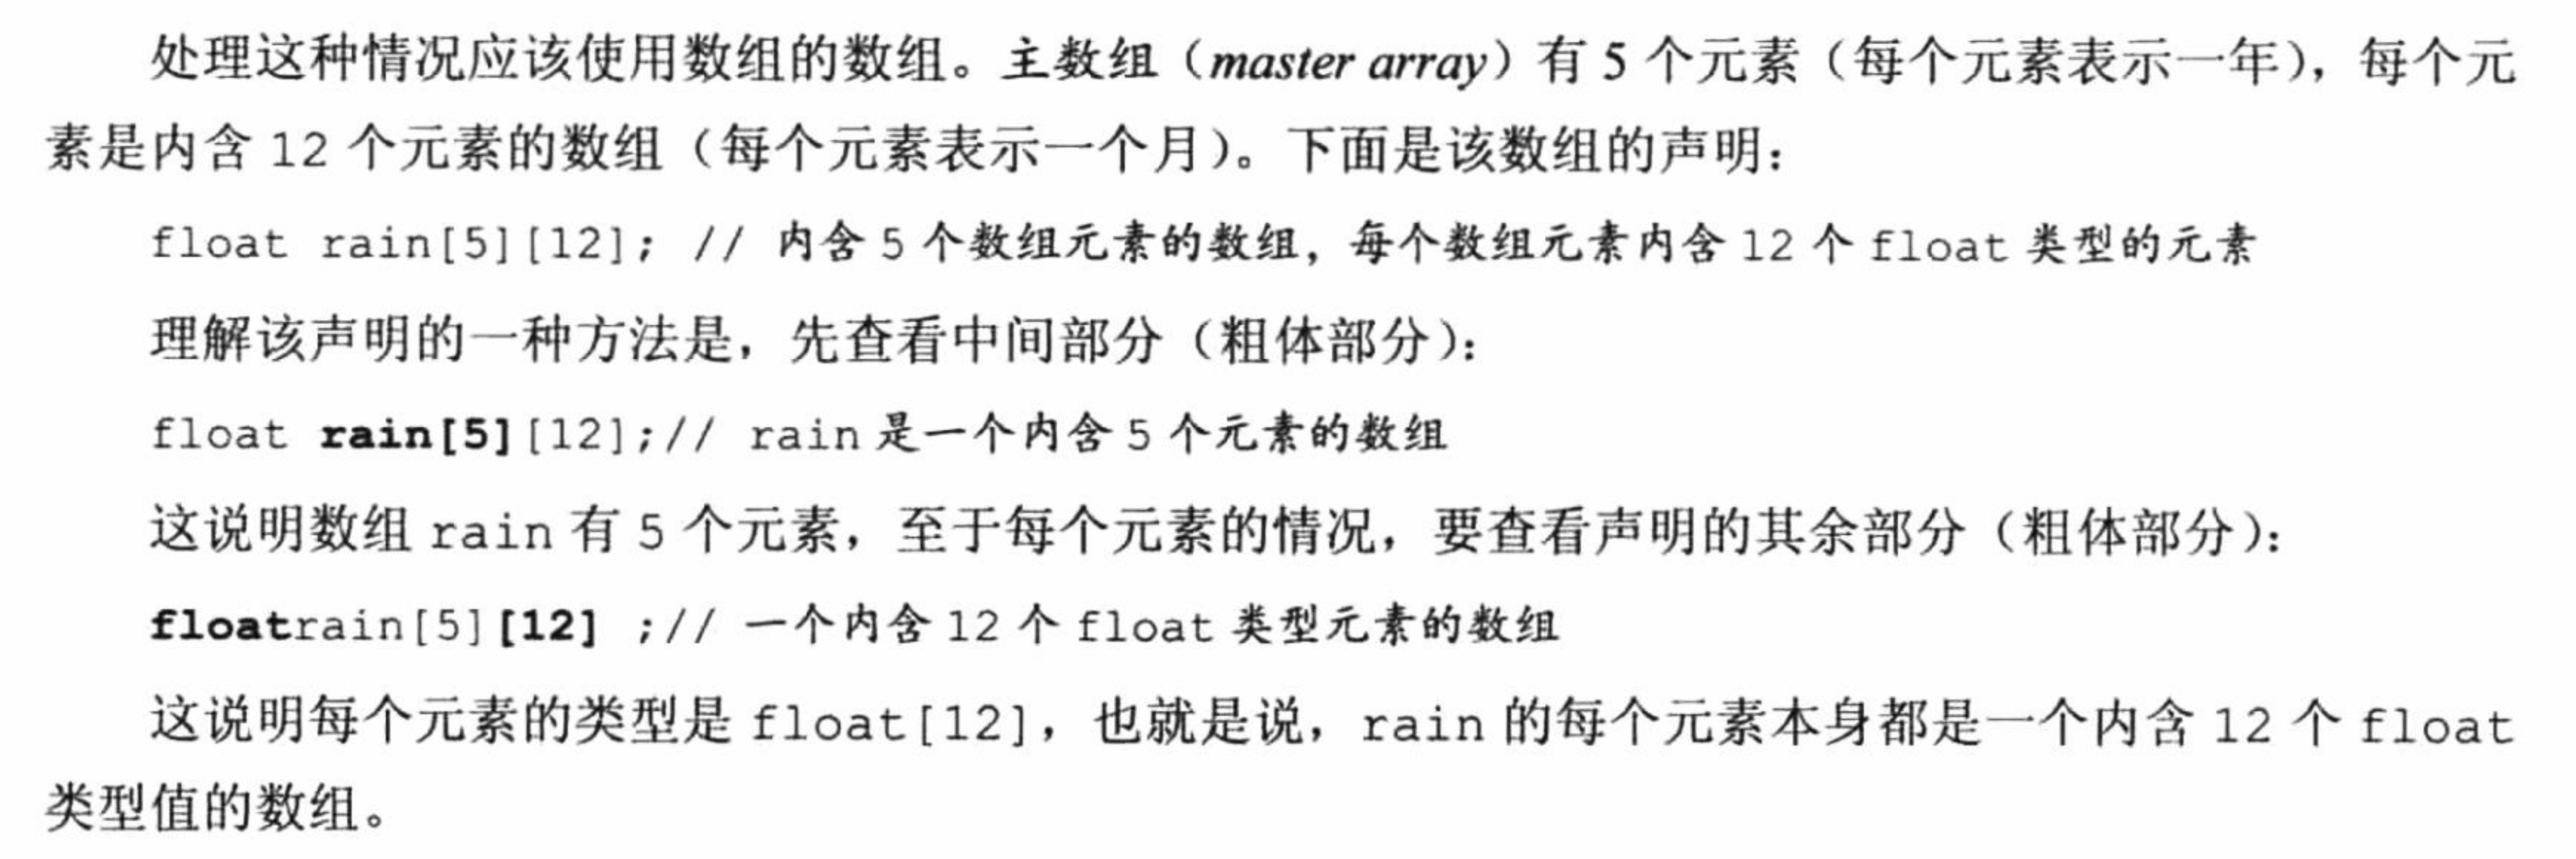 处理这种情况应该使用数组的数组。主数组（master array）有 5 个元素（每个元素表示一年），每个元
素是内含 12 个元素的数组（每个元素表示一个月）。下面是该数组的声明：
float rain[5][12]; // 内含 5 个数组元素的数组，每个数组元素内含 12 个 float 类型的元素
理解该声明的一种方法是，先查看中间部分（粗体部分）：
float rain[5][12];// rain 是一个内含 5 个元素的数组
这说明数组 rain 有 5 个元素，至于每个元素的情况，要查看声明的其余部分（粗体部分）：
floatrain[5][12] ;// 一个内含 12 个 float 类型元素的数组
这说明每个元素的类型是 float[12]，也就是说，rain 的每个元素本身都是一个内含 12 个 float
类型值的数组。